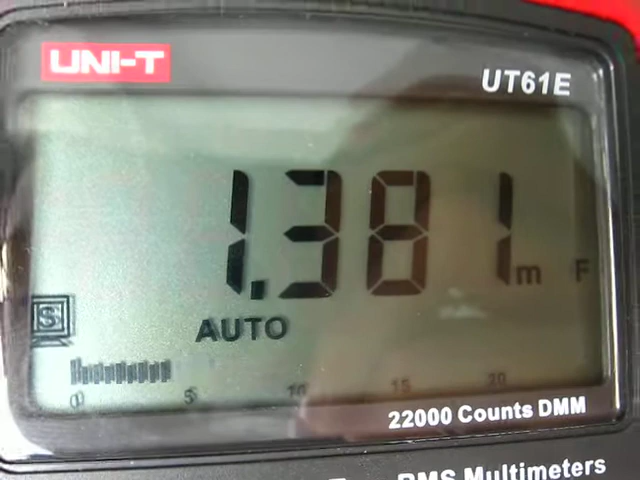 UNI-T
UT61E
1.381 m F
S
AUTO
0 5 10 15 20
22000 Counts DMM
RMS Multimeters